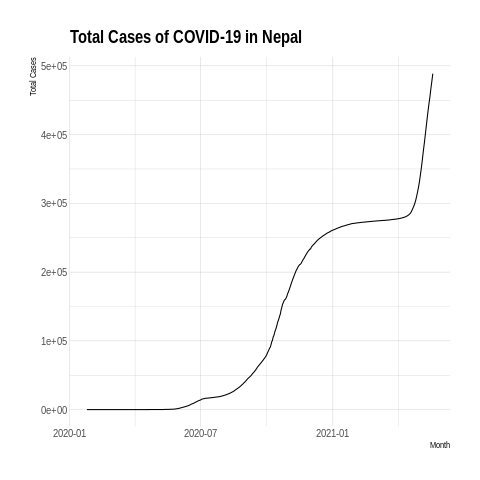 Total Cases of COVID-19 in Nepal
Total Cases
5e+05
4e+05
3e+05
2e+05
1e+05
0e+00
2020-01 2020-07 2021-01
Month